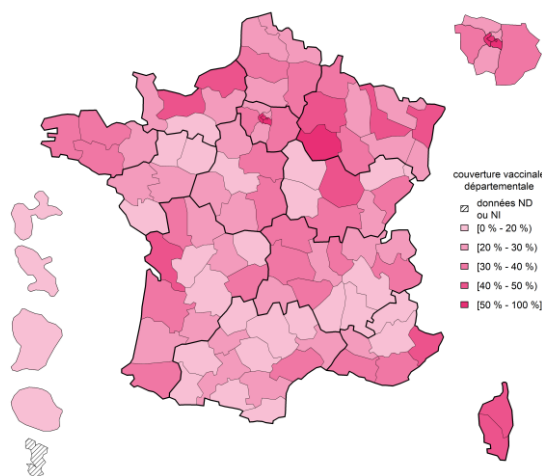 couverture vaccinale
départementale
données ND
ou NI
[0 % - 20 %)
[20 % - 30 %)
[30 % - 40 %)
[40 % - 50 %)
[50 % - 100 %]